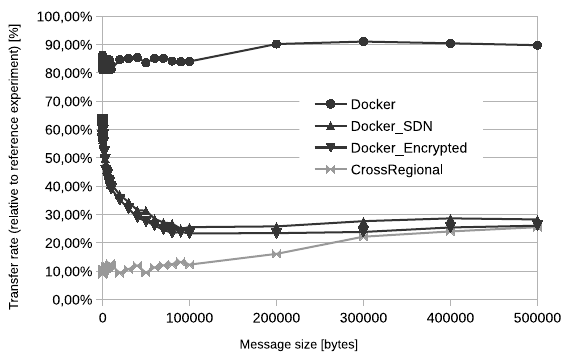 Transfer rate (relative to reference experiment) [%]
100,00%
90,00%
80,00%
70,00%
60,00%
50,00%
40,00%
30,00%
20,00%
10,00%
0,00%
Docker
Docker_SDN
Docker_Encrypted
CrossRegional
0 100000 200000 300000 400000 500000
Message size [bytes]